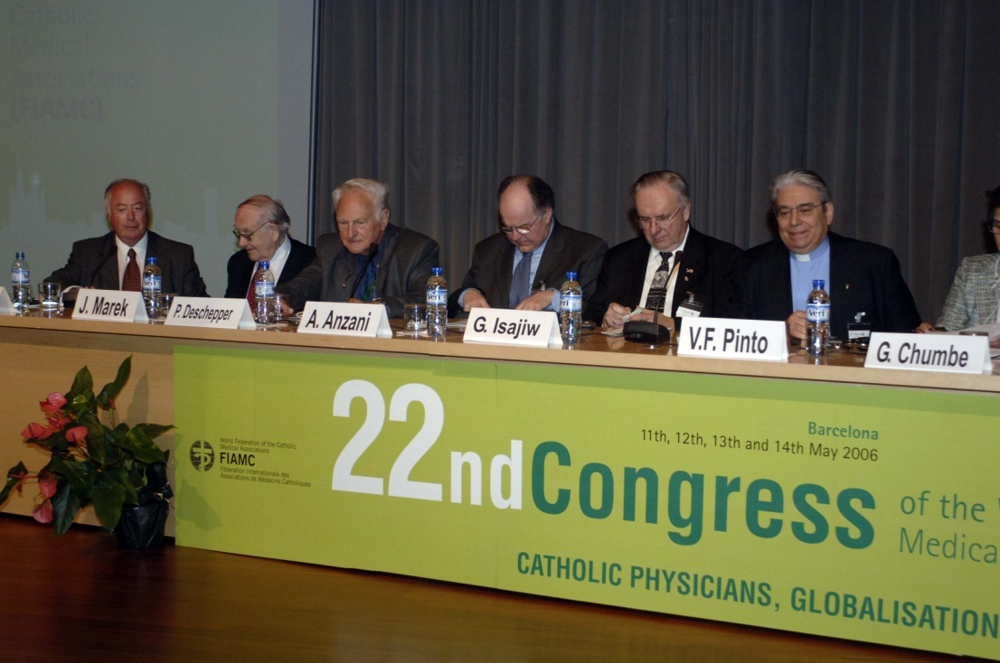 Catholic
Medical
Associations
(FIAMC)
J. Marek
P. Deschepper
A. Anzani
G. Isajiw
V.F. Pinto
G. Chumbe
Veri
World Federation of the Catholic
Medical Associations
FIAMC
Fédération Internationale des
Associations de Médecins Catholiques
22nd Congress
Barcelona
11th, 12th, 13th and 14th May 2006
of the
Medica
CATHOLIC PHYSICIANS, GLOBALISATION